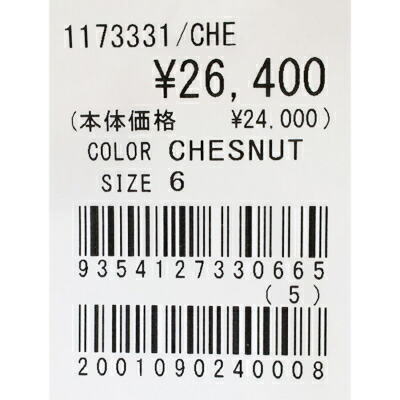 1173331/CHE
¥26,400
(本体価格 ¥24,000)
COLOR CHESNUT
SIZE 6
9354127330665
(5)
2001090240008